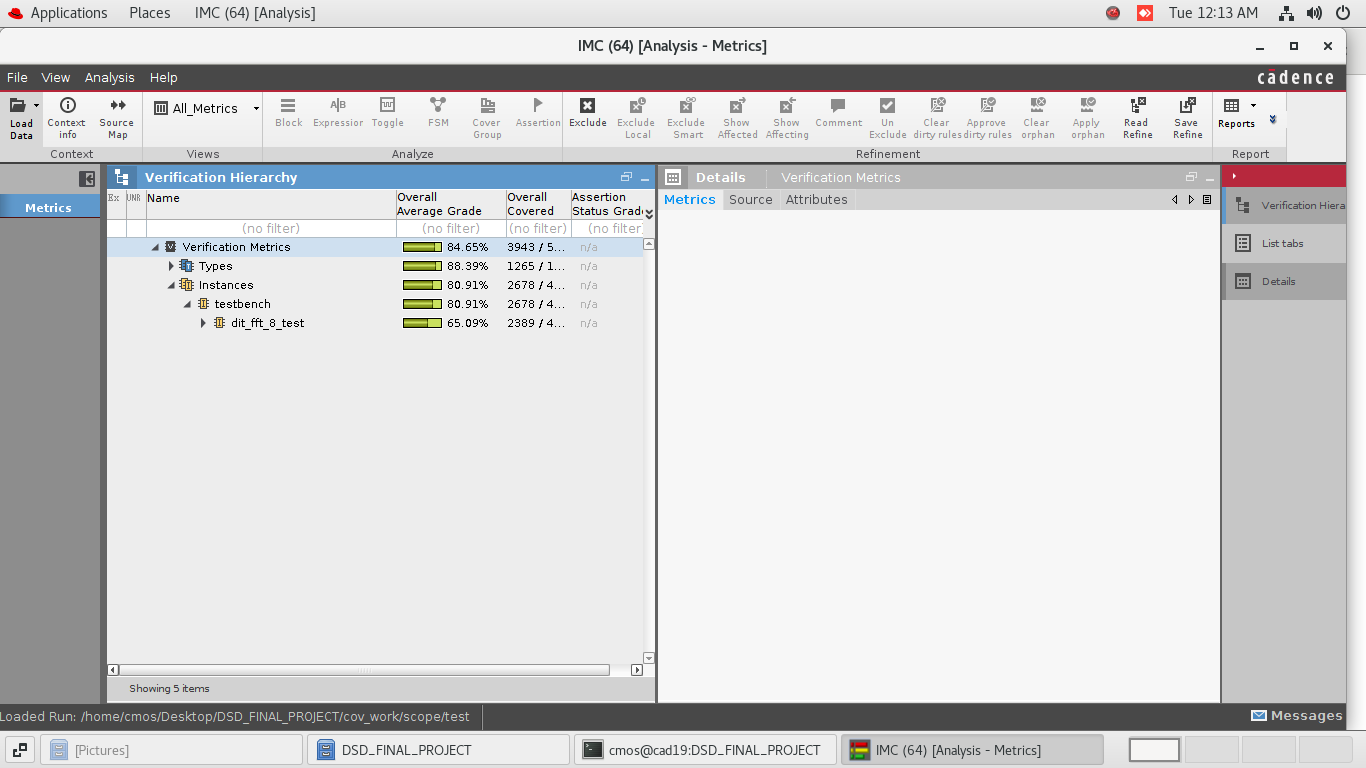 Applications Places IMC (64) [Analysis] Tue 12:13 AM
IMC (64) [Analysis - Metrics]
File View Analysis Help cādence
Load Data
Context info
Source Map
Context
All_Metrics
Views
Block
Expression
Toggle
FSM
Cover Group
Assertion
Analyze
Exclude
Exclude Local
Exclude Smart
Show Affected
Show Affecting
Comment
Un Exclude
Clear dirty rules
Approve dirty rules
Clear orphan
Apply orphan
Read Refine
Save Refine
Refinement
Reports
Report
Metrics
Verification Hierarchy
Ex UNR Name Overall Average Grade Overall Covered Assertion Status Grade
(no filter) (no filter) (no filter) (no filter)
Verification Metrics 84.65% 3943 / 5... n/a
Types 88.39% 1265 / 1... n/a
Instances 80.91% 2678 / 4... n/a
testbench 80.91% 2678 / 4... n/a
dit_fft_8_test 65.09% 2389 / 4... n/a
Showing 5 items
Details Verification Metrics
Metrics Source Attributes
Verification Hiera
List tabs
Details
Loaded Run: /home/cmos/Desktop/DSD_FINAL_PROJECT/cov_work/scope/test
Messages
[Pictures] DSD_FINAL_PROJECT cmos@cad19:DSD_FINAL_PROJECT IMC (64) [Analysis - Metrics]